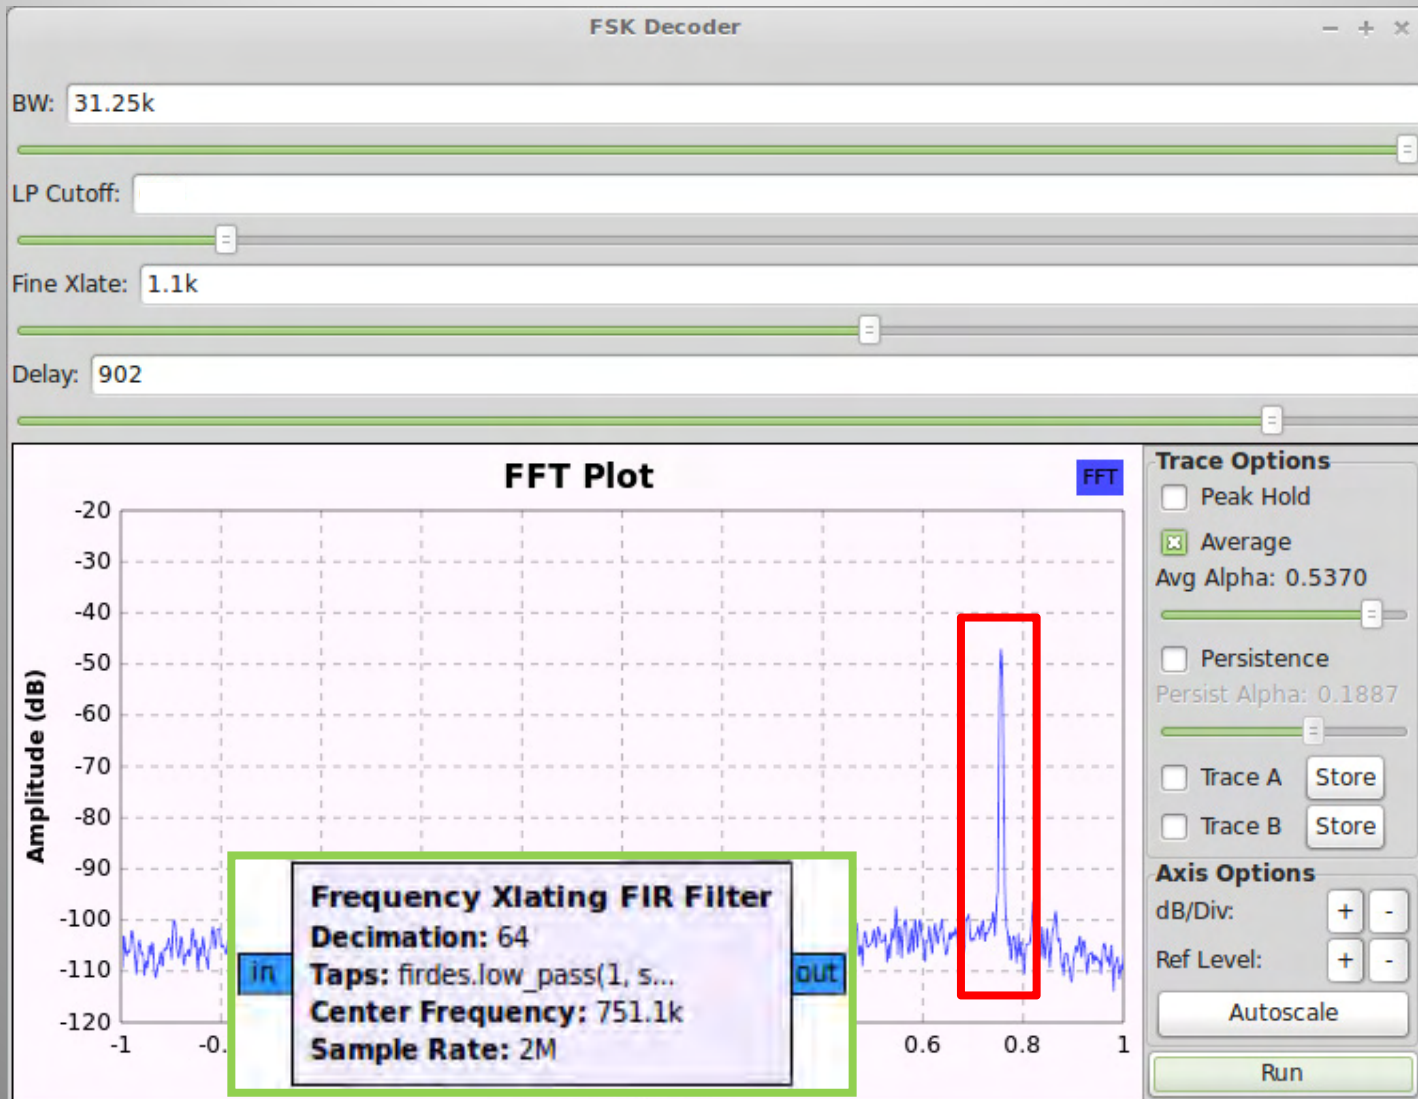 FSK Decoder
BW: 31.25k
LP Cutoff:
Fine Xlate: 1.1k
Delay: 902
FFT Plot
FFT
-20
-30
-40
-50
-60
-70
-80
-90
-100
-110
-120
Amplitude (dB)
-1 -0. 0.6 0.8 1
Frequency Xlating FIR Filter
Decimation: 64
Taps: firdes.low_pass(1, s...
Center Frequency: 751.1k
Sample Rate: 2M
in
out
Trace Options
Peak Hold
Average
Avg Alpha: 0.5370
Persistence
Persist Alpha: 0.1887
Trace A Store
Trace B Store
Axis Options
dB/Div: + -
Ref Level: + -
Autoscale
Run